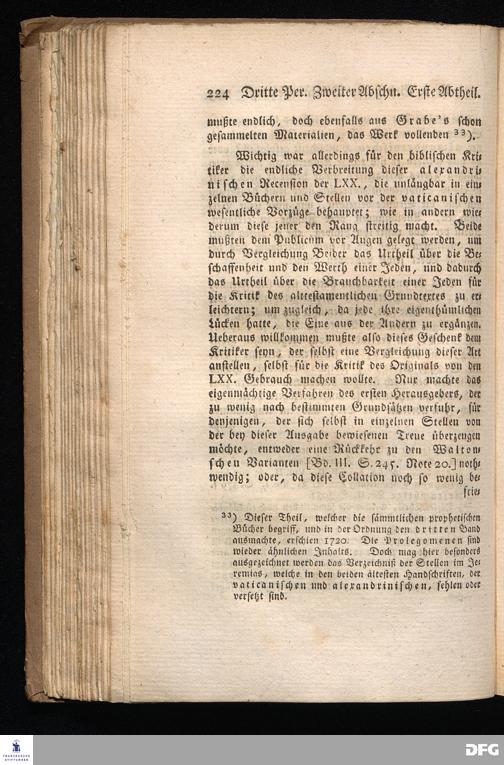 224 Dritte Per. Zweiter Abschn. Erste Abtheil.
mußte endlich, doch ebenfalls aus Grabe's schon
gesammelten Materialien, das Werk vollenden 33).
Wichtig war allerdings für den biblischen Kri-
tiker die endliche Verbreitung dieser alexandri-
nischen Recension der LXX., die unläugbar in ein-
zelnen Büchern und Stellen vor der vaticanischen
wesentliche Vorzüge behauptet; wie in andern wie-
derum diese jener den Rang streitig macht. Beide
mußten dem Publicum vor Augen gelegt werden, um
durch Vergleichung Beider das Urtheil über die Be-
schaffenheit und den Werth einer Jeden, und dadurch
das Urtheil über die Brauchbarkeit einer Jeden für
die Kritik des alttestamentlichen Grundtextes zu er-
leichtern; um zugleich, da jede ihre eigenthümlichen
Lücken hatte, die Eine aus der Andern zu ergänzen.
Ueberaus willkommen mußte also dieses Geschenk dem
Kritiker seyn, der selbst eine Vergleichung dieser Art
anstellen, selbst für die Kritik des Originals von den
LXX. Gebrauch machen wollte. Nur machte das
eigenmächtige Verfahren des ersten Herausgebers, der
zu wenig nach bestimmten Grundsätzen verfuhr, für
denjenigen, der sich selbst in einzelnen Stellen von
der bey dieser Ausgabe bewiesenen Treue überzeugen
möchte, entweder eine Rückkehr zu den Walton-
schen Varianten [Bd. III. S. 245. Note 20.] noth-
wendig; oder, da diese Collation noch so wenig be-
frie-
33) Dieser Theil, welcher die sämmtlichen prophetischen
Bücher begriff, und in der Ordnung den dritten Band
ausmachte, erschien 1720. Die Prolegomenen sind
wieder ähnlichen Inhalts. Doch mag hier besonders
ausgezeichnet werden das Verzeichniß der Stellen im Je-
remias, welche in den beiden ältesten Handschriften, der
vaticanischen und alexandrinischen, fehlen oder
versetzt sind.
FRANCKESCHE
STIFTUNGEN
DFG